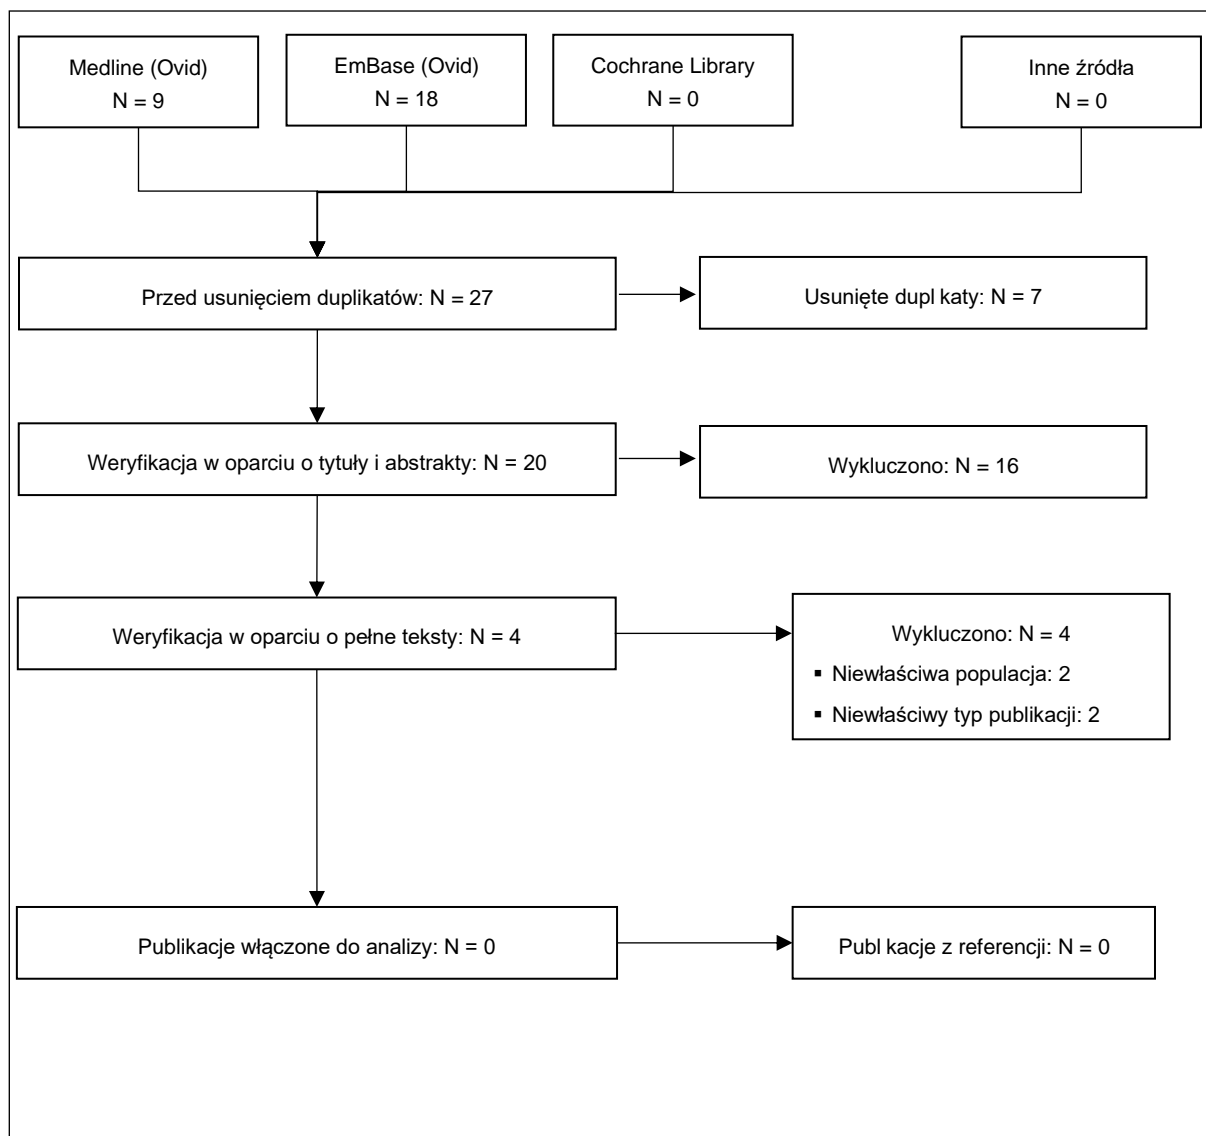 Medline (Ovid)
N = 9
EmBase (Ovid)
N = 18
Cochrane Library
N = 0
Inne źródła
N = 0
Przed usunięciem duplikatów: N = 27
Usunięte dupl katy: N = 7
Weryfikacja w oparciu o tytuły i abstrakty: N = 20
Wykluczono: N = 16
Weryfikacja w oparciu o pełne teksty: N = 4
Wykluczono: N = 4
▪ Niewłaściwa populacja: 2
▪ Niewłaściwy typ publikacji: 2
Publikacje włączone do analizy: N = 0
Publ kacje z referencji: N = 0